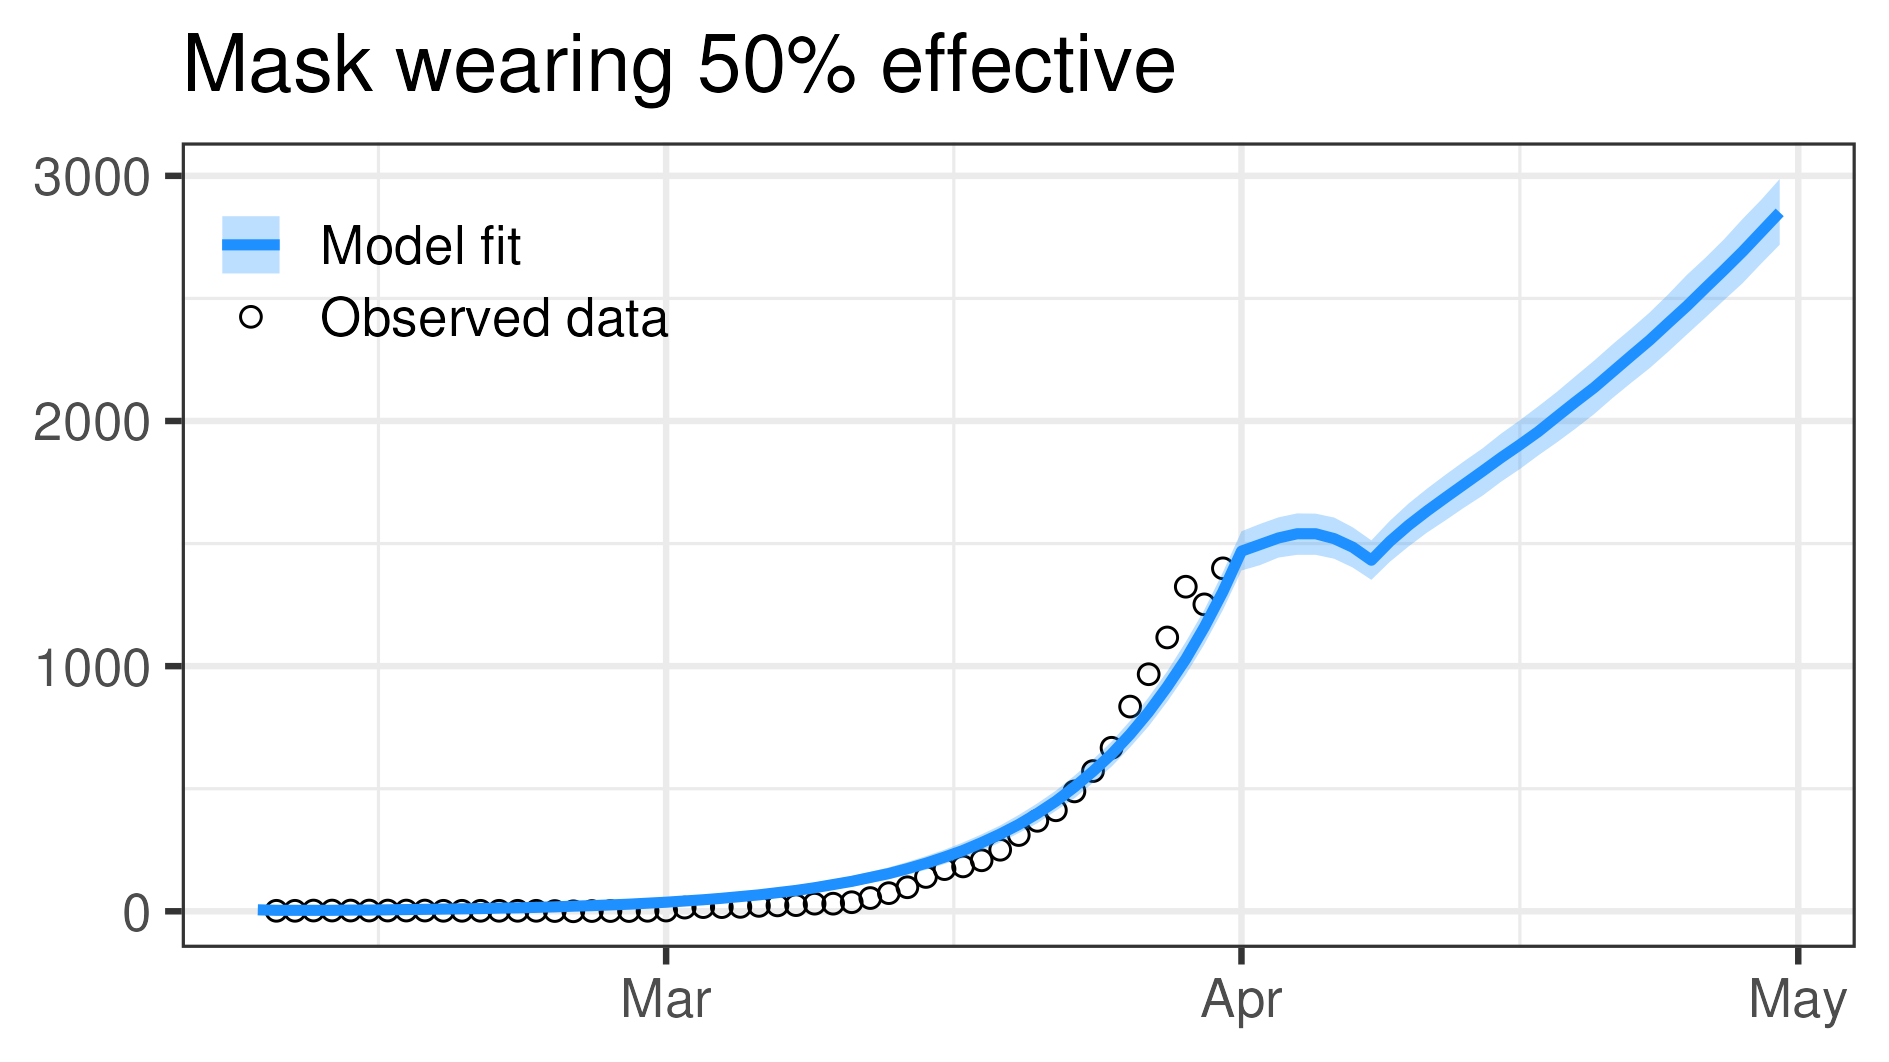 Mask wearing 50% effective
3000
2000
1000
0
Model fit
Observed data
Mar
Apr
May